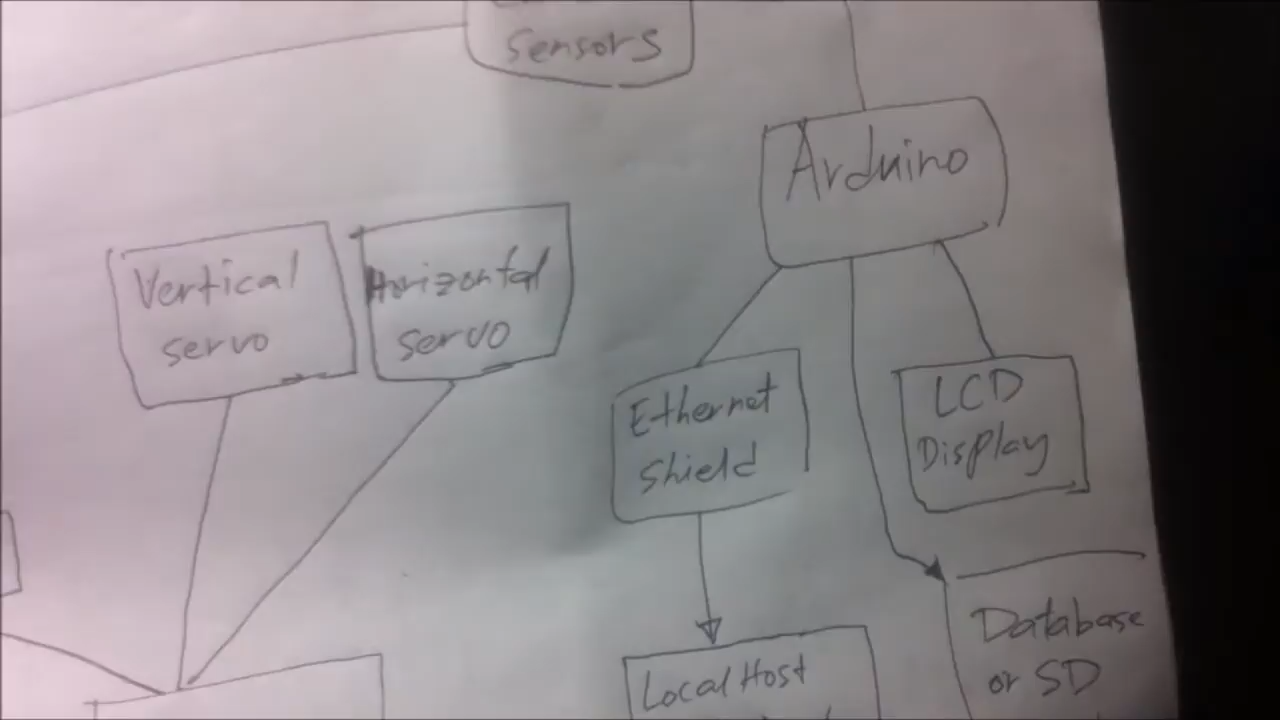 sensors
Arduino
Vertical
servo
Horizontal
servo
Ethernet
shield
LCD
Display
Local Host
Database
or SD